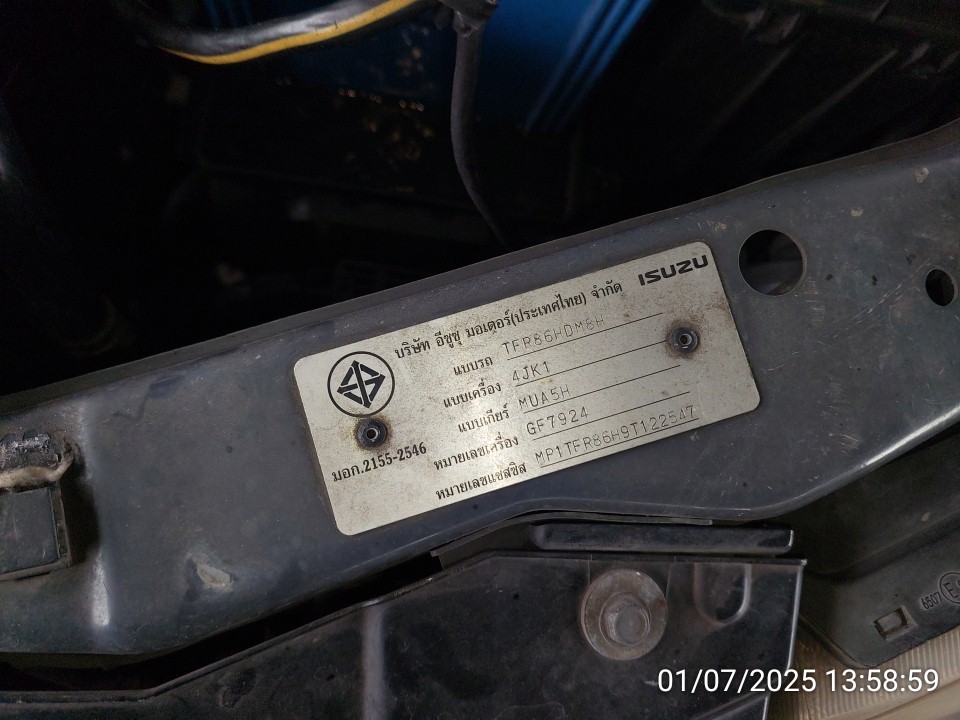 ISUZU
บริษัท อีซูซุ มอเตอร์(ประเทศไทย) จำกัด
แบบรถ TFR86HDM8H
แบบเครื่อง 4JK1
แบบเกียร์ MUA5H
หมายเลขเครื่อง GF7924
มอก.2155-2546
หมายเลขแชสซิส MP1TFR86H9T122547
6507 E
01/07/2025 13:58:59